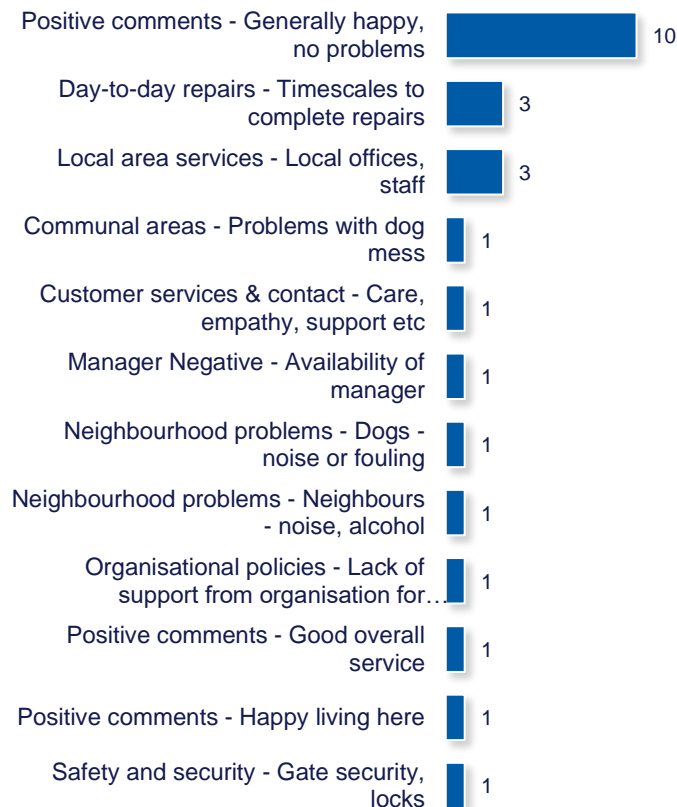 Positive comments - Generally happy,
no problems
10
Day-to-day repairs - Timescales to
complete repairs
3
Local area services - Local offices,
staff
3
Communal areas - Problems with dog
mess
1
Customer services & contact - Care,
empathy, support etc
1
Manager Negative - Availability of
manager
1
Neighbourhood problems - Dogs -
noise or fouling
1
Neighbourhood problems - Neighbours
- noise, alcohol
1
Organisational policies - Lack of
support from organisation for…
1
Positive comments - Good overall
service
1
Positive comments - Happy living here
1
Safety and security - Gate security,
locks
1